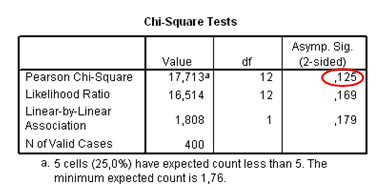 Chi-Square Tests
Value df Asymp. Sig. (2-sided)
Pearson Chi-Square 17,713a 12 ,125
Likelihood Ratio 16,514 12 ,169
Linear-by-Linear Association 1,808 1 ,179
N of Valid Cases 400
a. 5 cells (25,0%) have expected count less than 5. The
minimum expected count is 1,76.